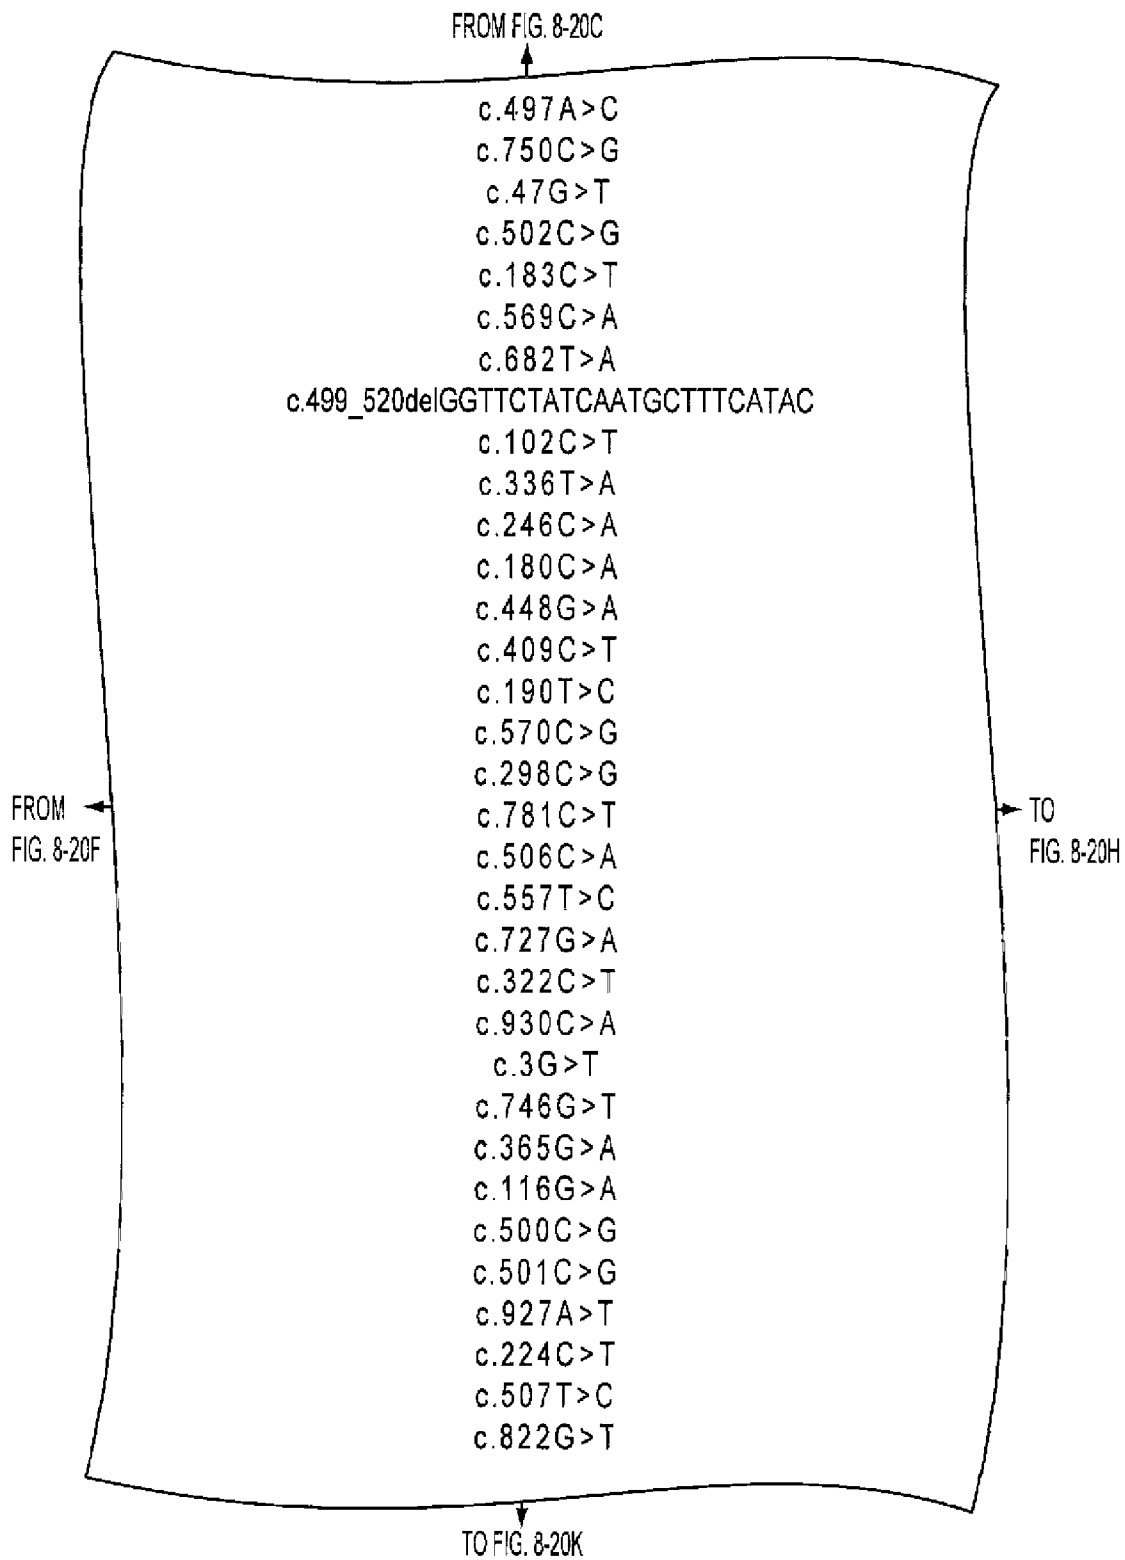 FROM FIG. 8-20C
c.497A>C
c.750C>G
c.47G>T
c.502C>G
c.183C>T
c.569C>A
c.682T>A
c.499_520delGGTTCTATCAATGCTTTCATAC
c.102C>T
c.336T>A
c.246C>A
c.180C>A
c.448G>A
c.409C>T
c.190T>C
c.570C>G
c.298C>G
FROM
FIG. 8-20F
c.781C>T
TO
FIG. 8-20H
c.506C>A
c.557T>C
c.727G>A
c.322C>T
c.930C>A
c.3G>T
c.746G>T
c.365G>A
c.116G>A
c.500C>G
c.501C>G
c.927A>T
c.224C>T
c.507T>C
c.822G>T
TO FIG. 8-20K